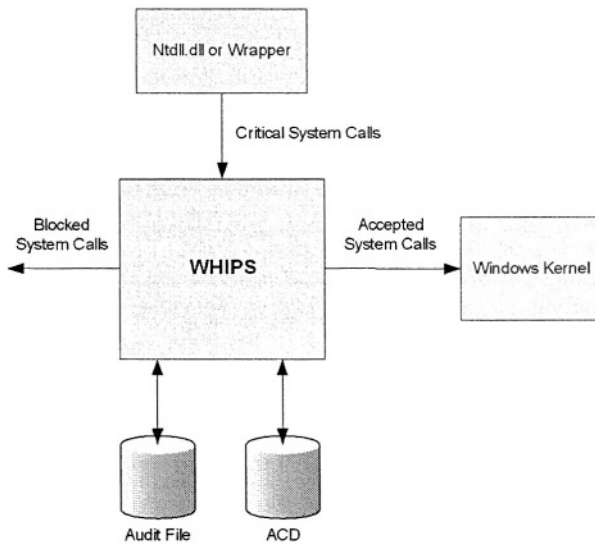 Ntdll.dll or Wrapper
Critical System Calls
Blocked
System Calls
WHIPS
Accepted
System Calls
Windows Kernel
Audit File
ACD